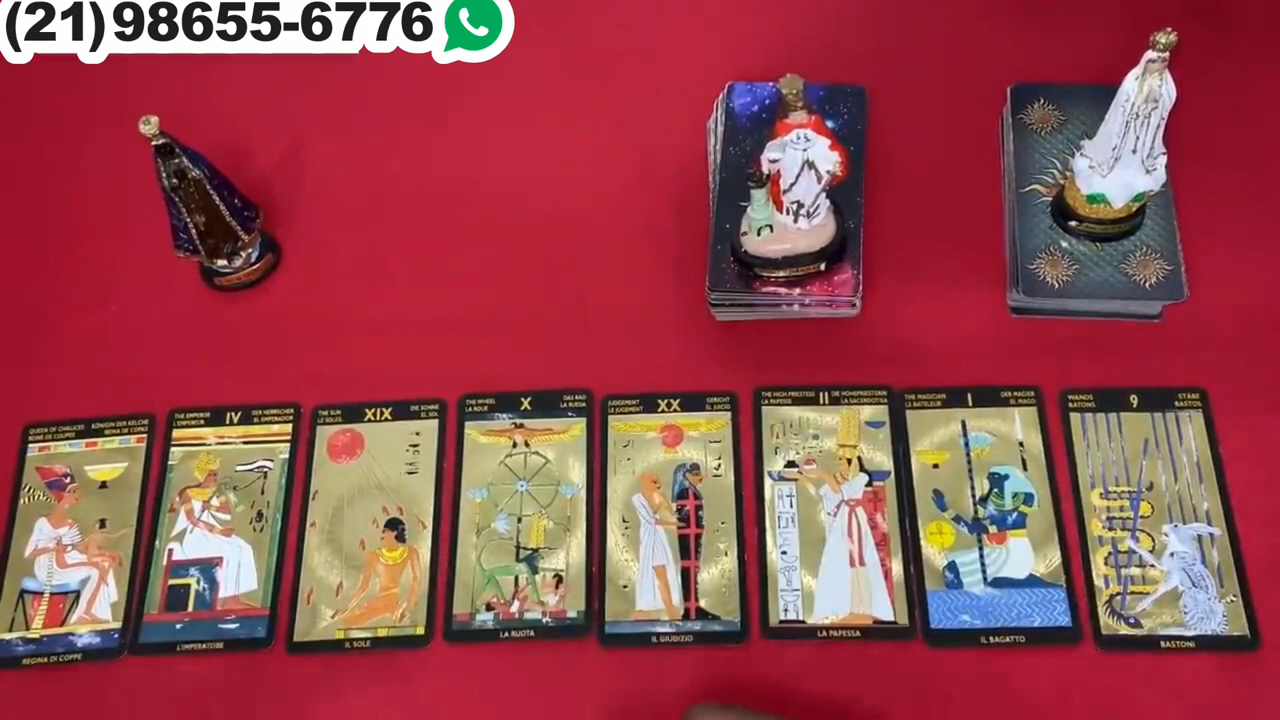 (21)98655-6776
QUEEN OF CHALICES KÖNIGIN DER KELCHE
REINE DE COUPES REINA DE COPAS
REGINA DI COPPE
THE EMPEROR IV DER HERRSCHER
L'EMPEREUR EL EMPERADOR
L'IMPERATORE
THE SUN XIX DIE SONNE
LE SOLEIL EL SOL
IL SOLE
THE WHEEL X DAS RAD
LA ROUE LA RUEDA
LA RUOTA
JUDGEMENT XX GERICHT
LE JUGEMENT EL JUICIO
IL GIUDIZIO
THE HIGH PRIESTESS II DIE HOHEPRIESTERIN
LA PAPESSE LA SACERDOTISA
LA PAPESSA
THE MAGICIAN I DER MAGIER
LE BATELEUR EL MAGO
IL BAGATTO
WANDS 9 STÄBE
BATONS BASTOS
BASTONI